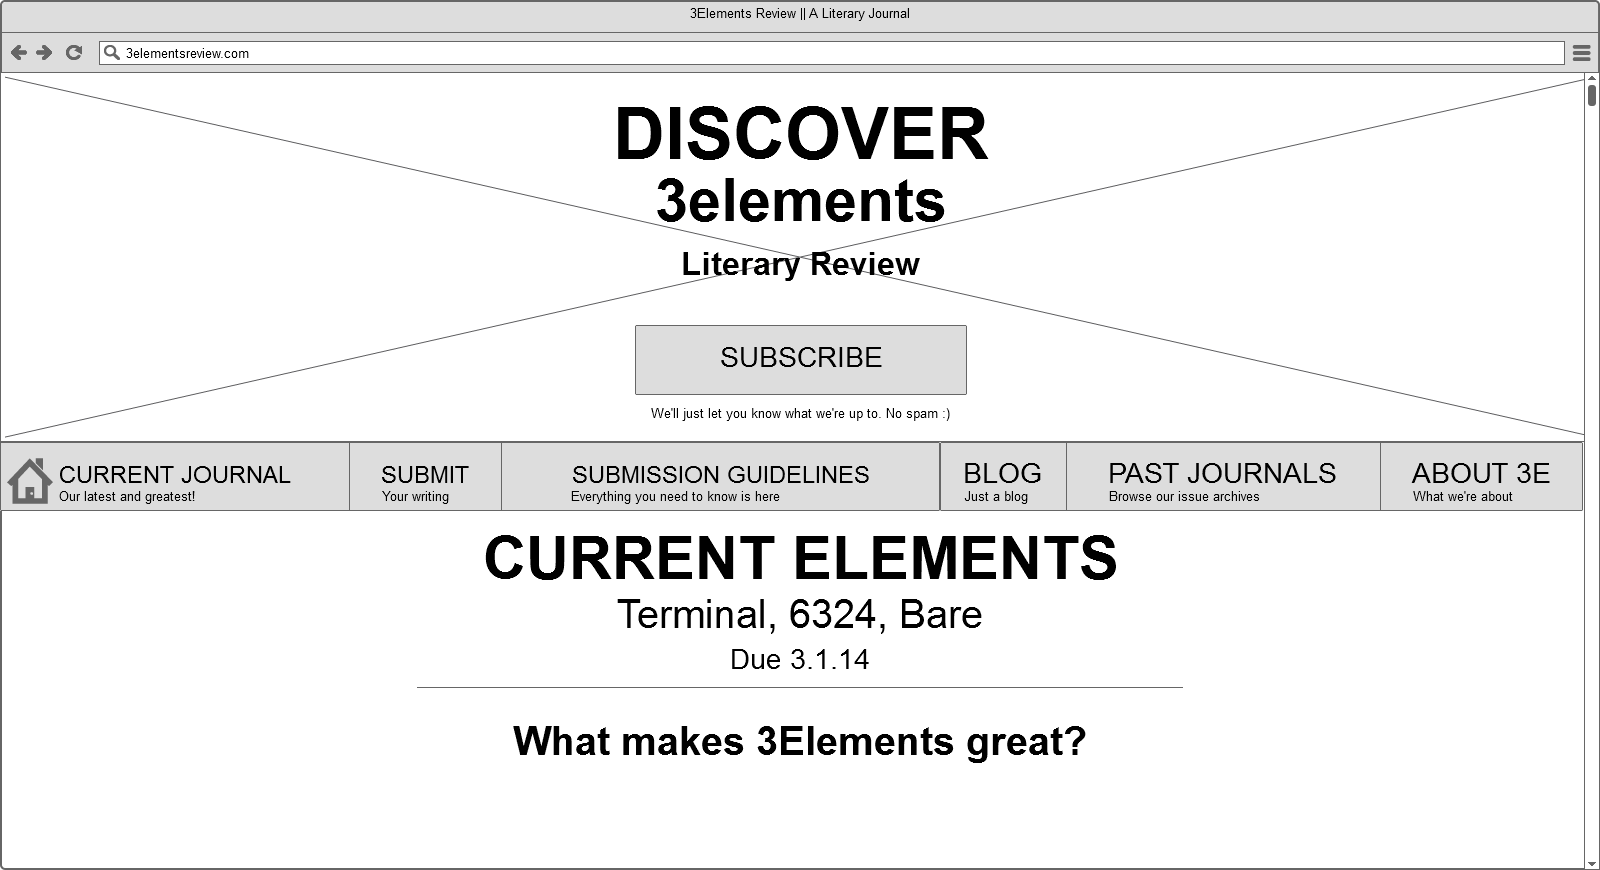 3Elements Review || A Literary Journal
3elementsreview.com
DISCOVER
3elements
Literary Review
SUBSCRIBE
We'll just let you know what we're up to. No spam :)
CURRENT JOURNAL
Our latest and greatest!
SUBMIT
Your writing
SUBMISSION GUIDELINES
Everything you need to know is here
BLOG
Just a blog
PAST JOURNALS
Browse our issue archives
ABOUT 3E
What we're about
CURRENT ELEMENTS
Terminal, 6324, Bare
Due 3.1.14
What makes 3Elements great?